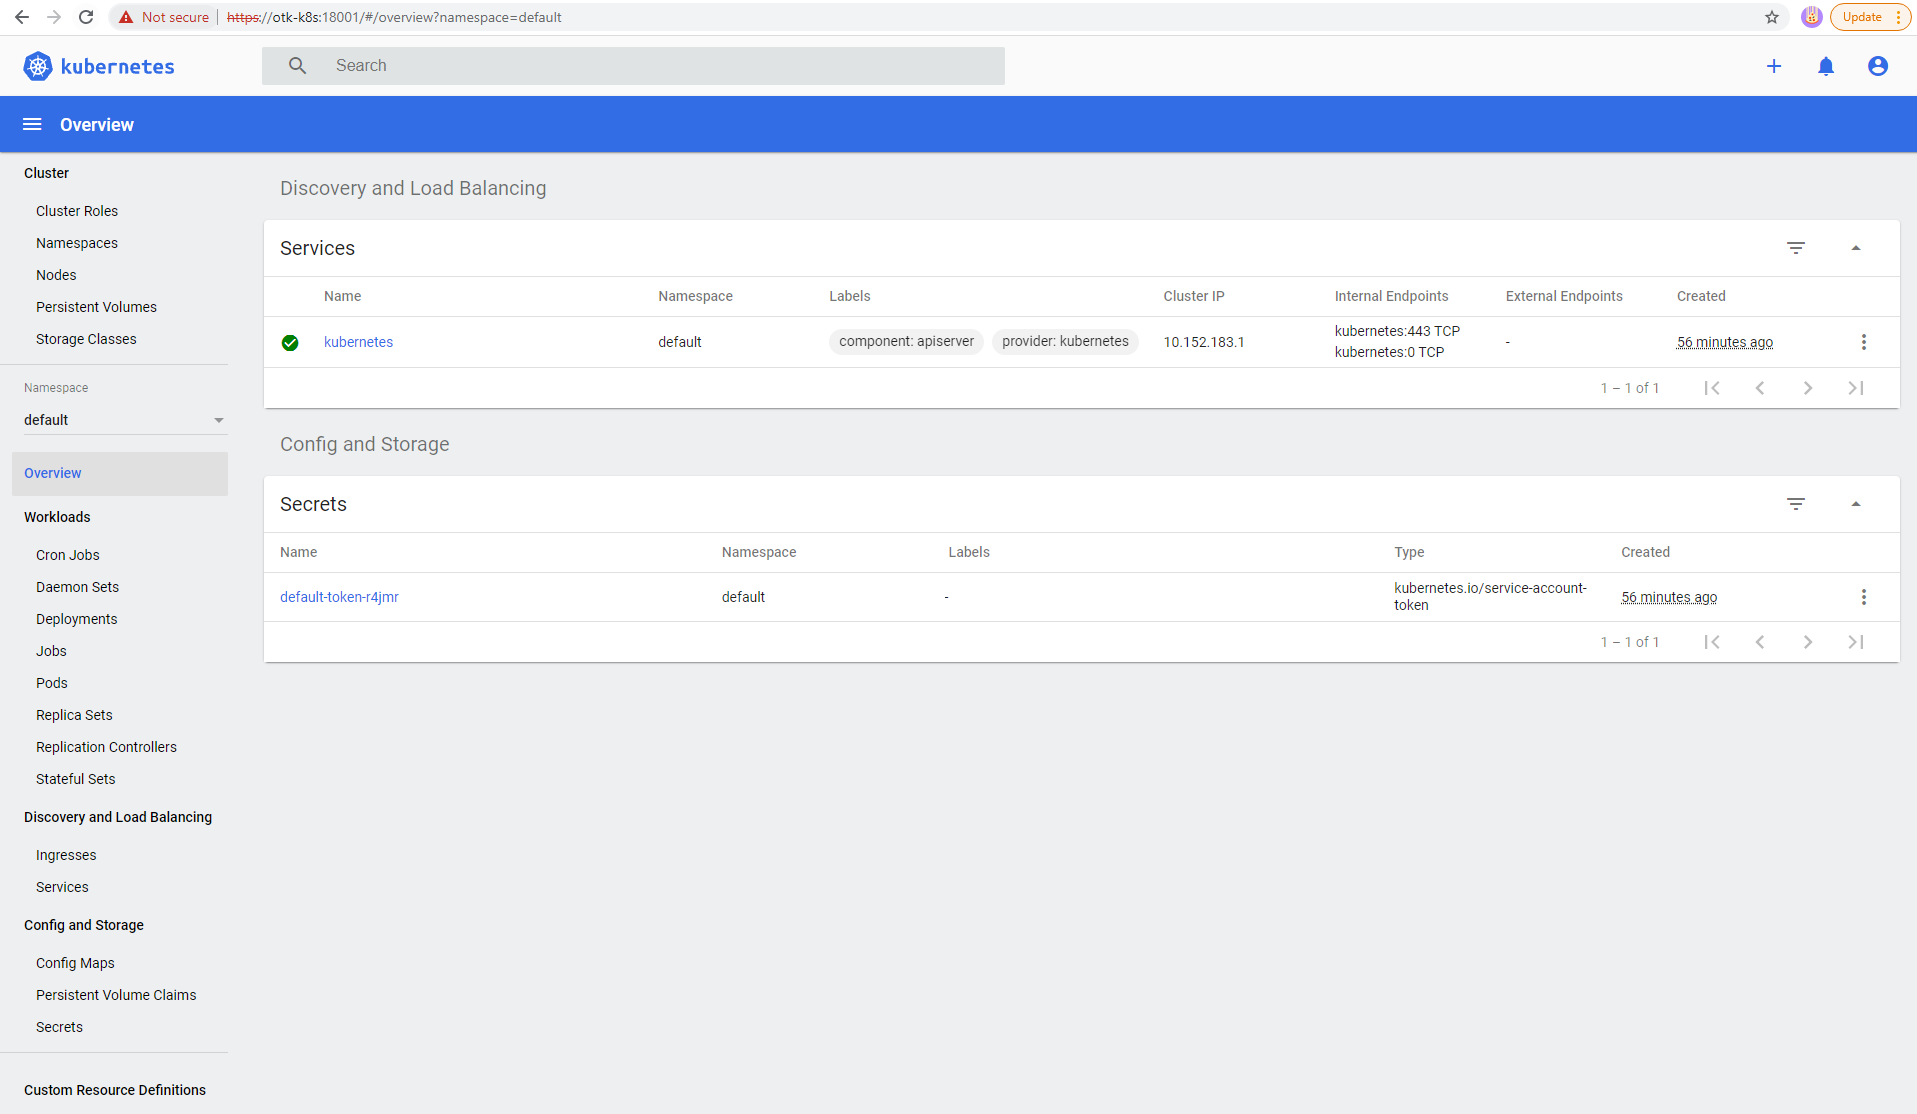 Not secure https://otk-k8s:18001/#/overview?namespace=default Update
kubernetes Search
Overview
Cluster
Cluster Roles
Namespaces
Nodes
Persistent Volumes
Storage Classes
Namespace
default
Overview
Workloads
Cron Jobs
Daemon Sets
Deployments
Jobs
Pods
Replica Sets
Replication Controllers
Stateful Sets
Discovery and Load Balancing
Ingresses
Services
Config and Storage
Config Maps
Persistent Volume Claims
Secrets
Custom Resource Definitions
Discovery and Load Balancing
Services
Name Namespace Labels Cluster IP Internal Endpoints External Endpoints Created
kubernetes default component: apiserver provider: kubernetes 10.152.183.1 kubernetes:443 TCP - 56 minutes ago
kubernetes:0 TCP
1 – 1 of 1
Config and Storage
Secrets
Name Namespace Labels Type Created
default-token-r4jmr default - kubernetes.io/service-account- 56 minutes ago
token
1 – 1 of 1